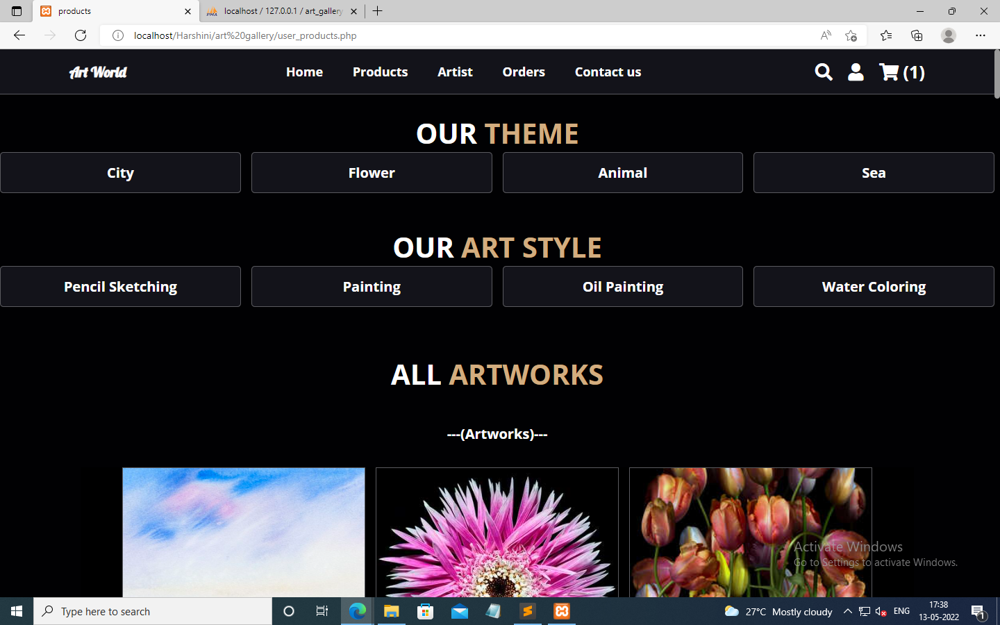 products
localhost / 127.0.0.1 / art_gallery
localhost/Harshini/art%20gallery/user_products.php
Art World
Home Products Artist Orders Contact us
(1)
OUR THEME
City Flower Animal Sea
OUR ART STYLE
Pencil Sketching Painting Oil Painting Water Coloring
ALL ARTWORKS
---(Artworks)---
Activate Windows
Go to Settings to activate Windows.
Type here to search
27°C Mostly cloudy
ENG
17:38
13-05-2022
1